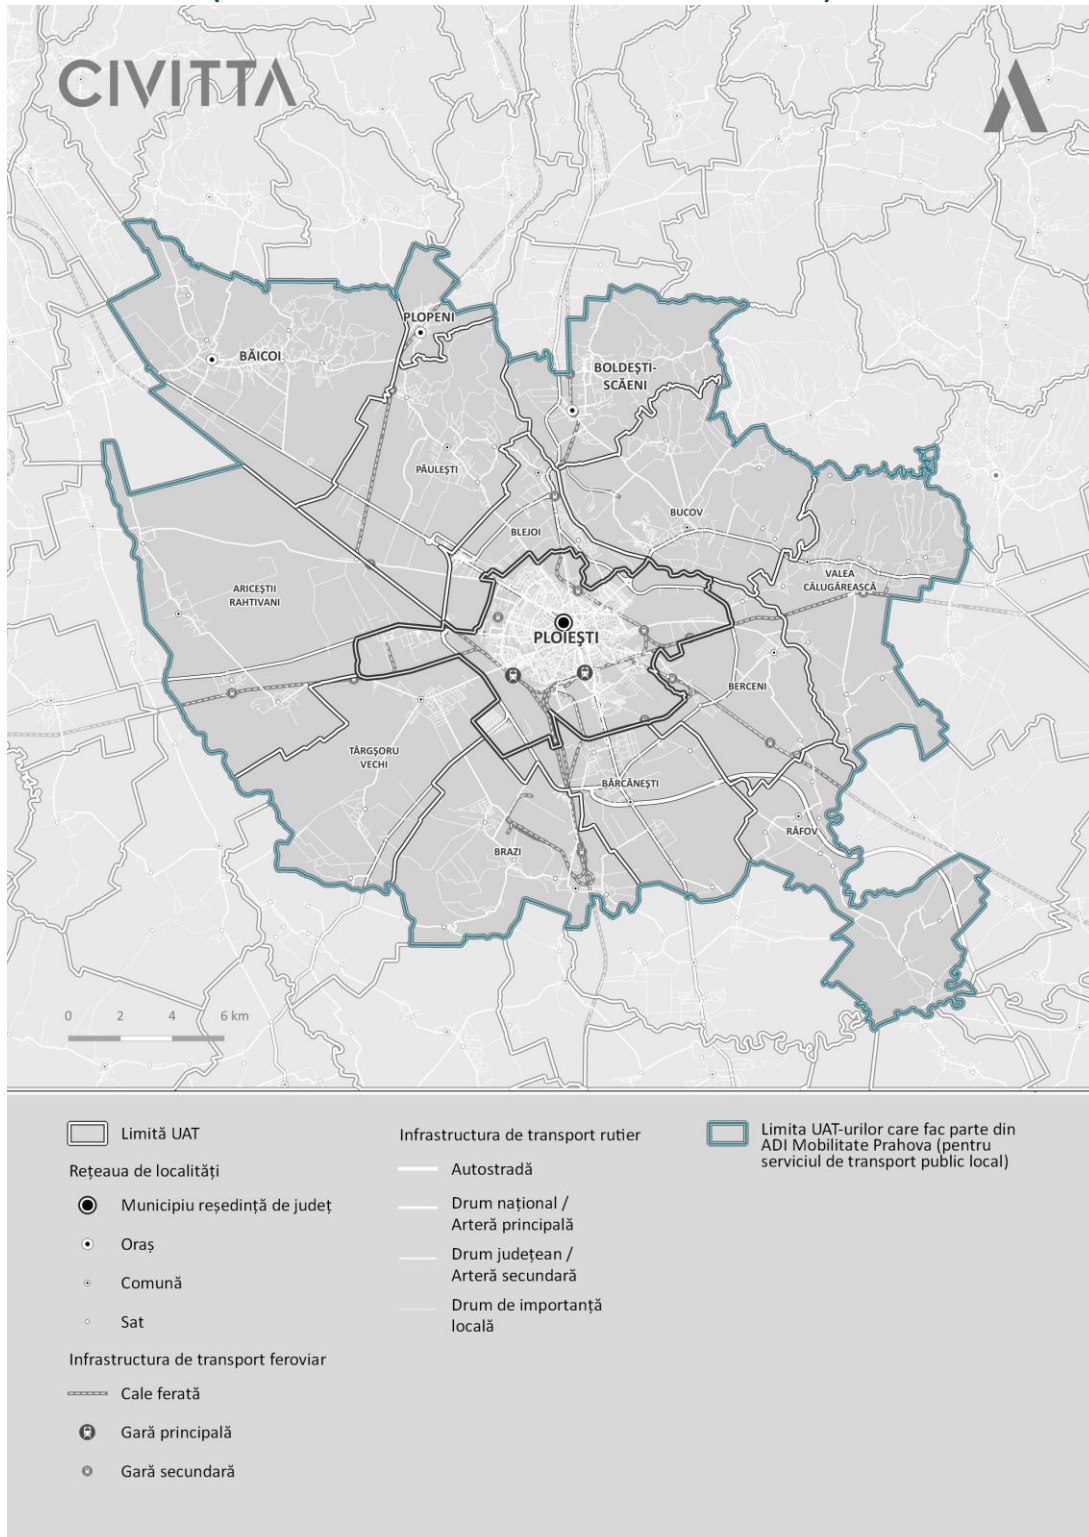 CIVITTA
PLOPENI
BĂICOI
BOLDEȘTI-
SCĂENI
PĂULEȘTI
BUCOV
BLEJOI
VALEA
CĂLUGĂREASCĂ
ARICEȘTII
RAHTIVANI
PLOIEȘTI
BERCENI
TÂRGȘORU
VECHI
BĂRCĂNEȘTI
RÂFOV
BRAZI
0 2 4 6 km
Limită UAT
Rețeaua de localități
Municipiu reședință de județ
Oraș
Comună
Sat
Infrastructura de transport feroviar
Cale ferată
Gară principală
Gară secundară
Infrastructura de transport rutier
Autostradă
Drum național /
Arteră principală
Drum județean /
Arteră secundară
Drum de importanță
locală
Limita UAT-urilor care fac parte din
ADI Mobilitate Prahova (pentru
serviciul de transport public local)